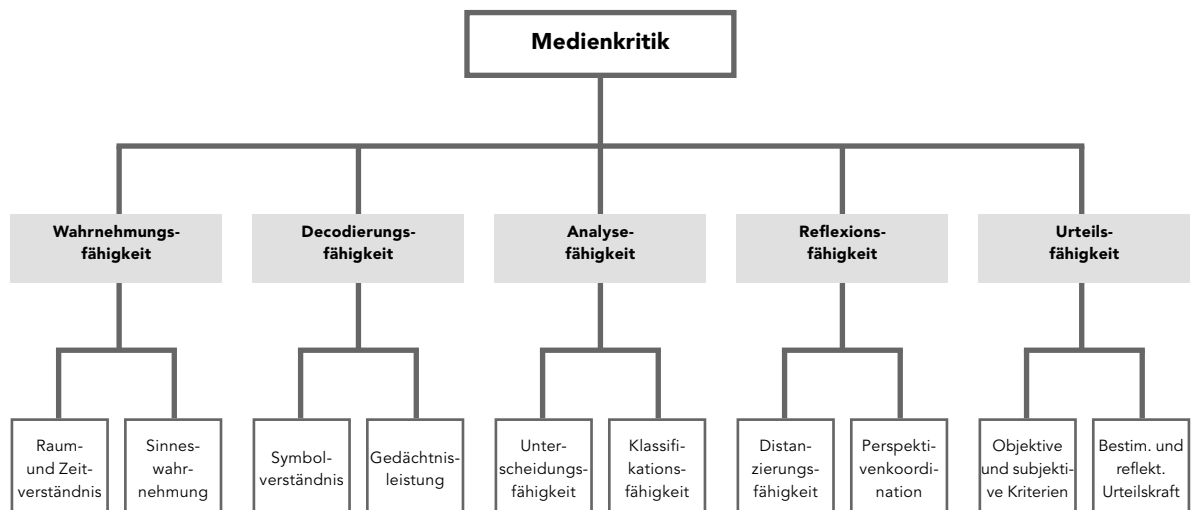 Medienkritik
Wahrnehmungs-
fähigkeit
Decodierungs-
fähigkeit
Analyse-
fähigkeit
Reflexions-
fähigkeit
Urteils-
fähigkeit
Raum-
und Zeit-
verständnis
Sinnes-
wahr-
nehmung
Symbol-
verständnis
Gedächtnis-
leistung
Unter-
scheidungs-
fähigkeit
Klassifi-
kations-
fähigkeit
Distan-
zierungs-
fähigkeit
Perspekti-
venkoordi-
nation
Objektive
und subjekti-
ve Kriterien
Bestim. und
reflekt.
Urteilskraft